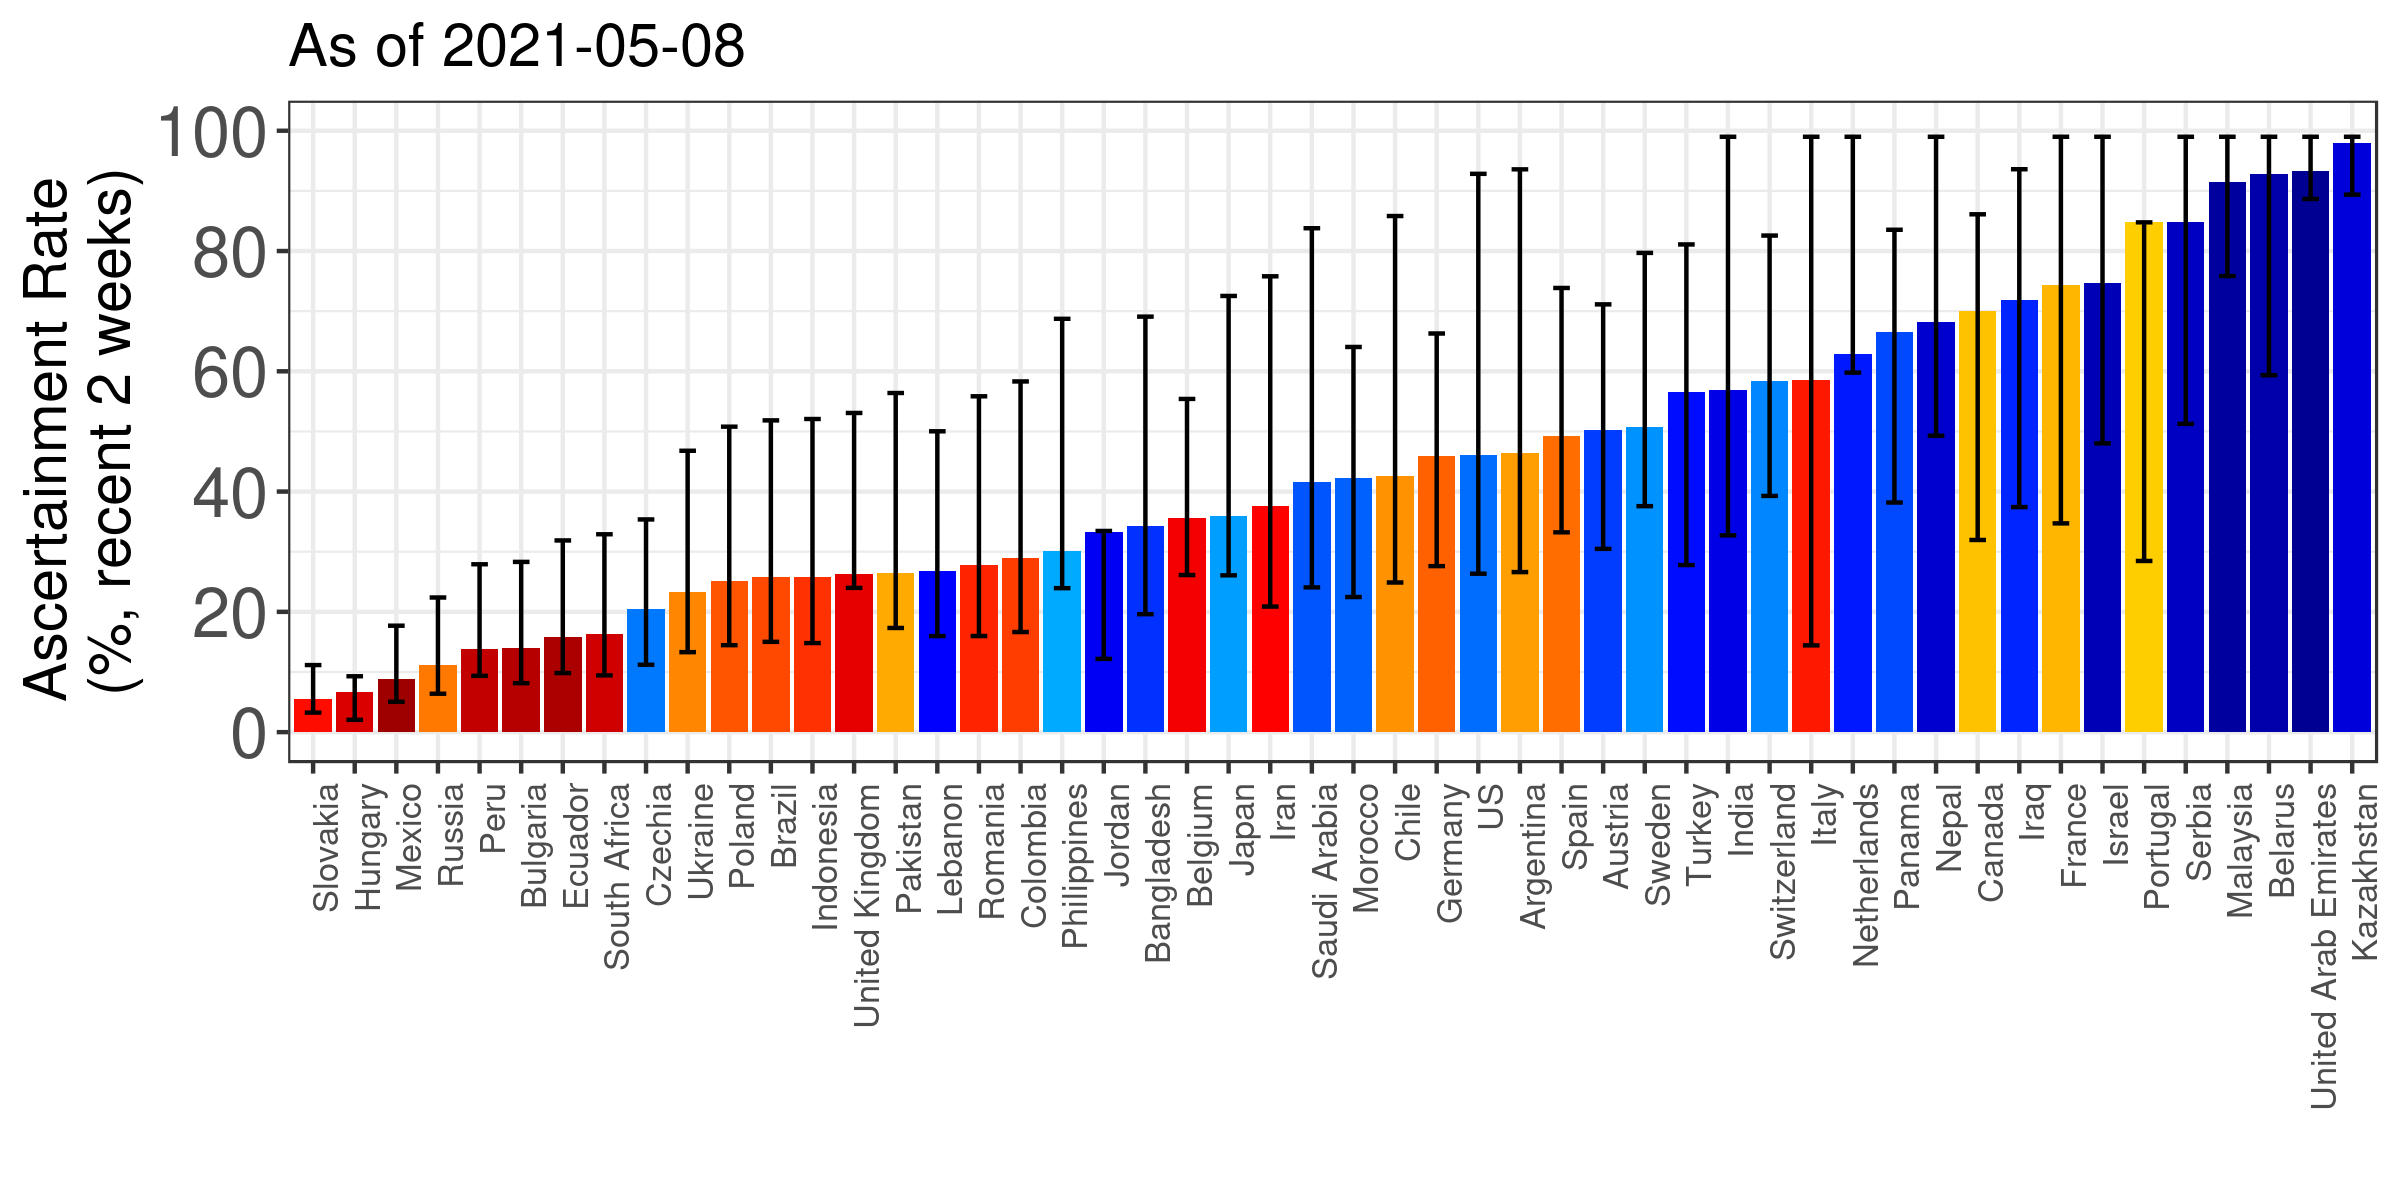 As of 2021-05-08
Ascertainment Rate
(%, recent 2 weeks)
100
80
60
40
20
0
Slovakia
Hungary
Mexico
Russia
Peru
Bulgaria
Ecuador
South Africa
Czechia
Ukraine
Poland
Brazil
Indonesia
United Kingdom
Pakistan
Lebanon
Romania
Colombia
Philippines
Jordan
Bangladesh
Belgium
Japan
Iran
Saudi Arabia
Morocco
Chile
Germany
US
Argentina
Spain
Austria
Sweden
Turkey
India
Switzerland
Italy
Netherlands
Panama
Nepal
Canada
Iraq
France
Israel
Portugal
Serbia
Malaysia
Belarus
United Arab Emirates
Kazakhstan